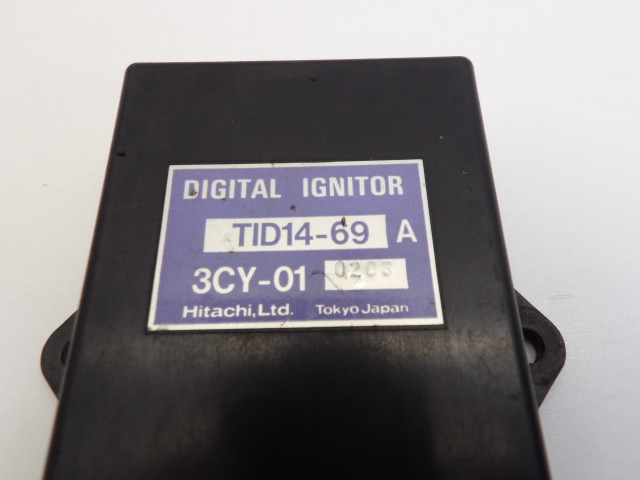 DIGITAL IGNITOR
TID14-69 A
3CY-01
Hitachi, Ltd. Tokyo Japan